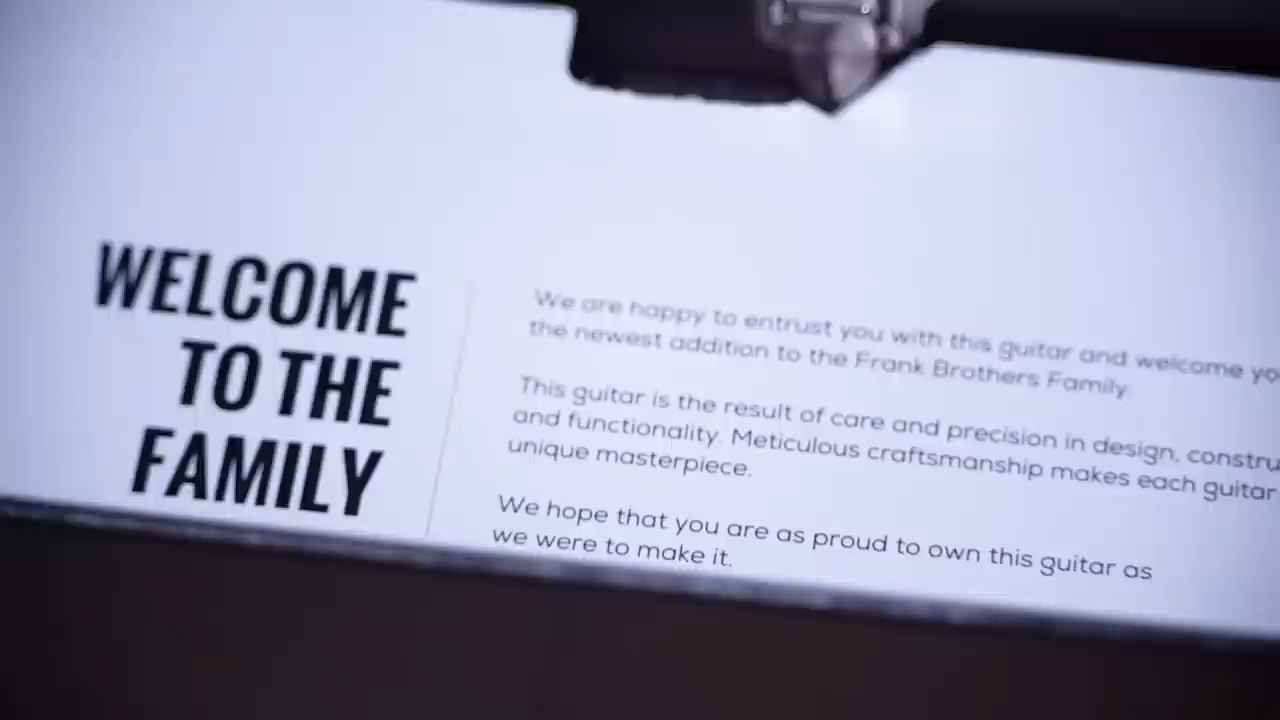 WELCOME
TO THE
FAMILY
We are happy to entrust you with this guitar and welcome
the newest addition to the Frank Brothers Family.
This guitar is the result of care and precision in design,
and functionality. Meticulous craftsmanship makes each guitar
unique masterpiece.
We hope that you are as proud to own this guitar as
we were to make it.